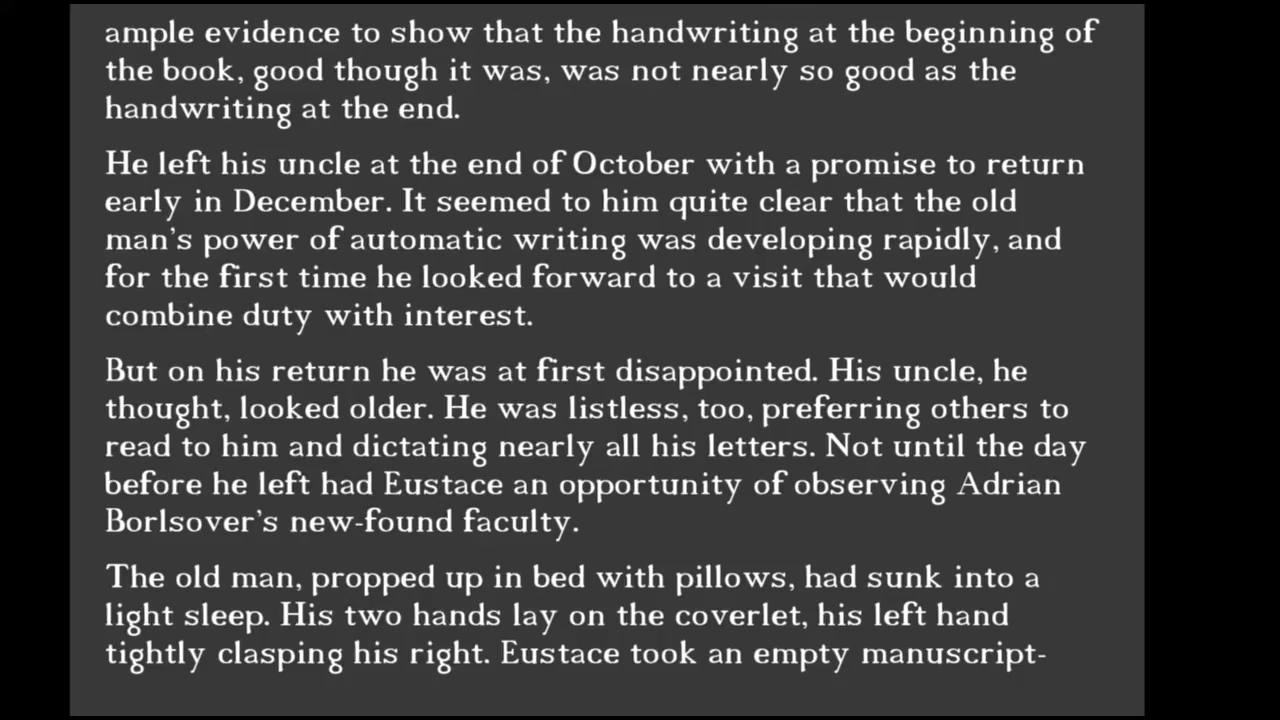 ample evidence to show that the handwriting at the beginning of
the book, good though it was, was not nearly so good as the
handwriting at the end.
He left his uncle at the end of October with a promise to return
early in December. It seemed to him quite clear that the old
man's power of automatic writing was developing rapidly, and
for the first time he looked forward to a visit that would
combine duty with interest.
But on his return he was at first disappointed. His uncle, he
thought, looked older. He was listless, too, preferring others to
read to him and dictating nearly all his letters. Not until the day
before he left had Eustace an opportunity of observing Adrian
Borlsover's new-found faculty.
The old man, propped up in bed with pillows, had sunk into a
light sleep. His two hands lay on the coverlet, his left hand
tightly clasping his right. Eustace took an empty manuscript-